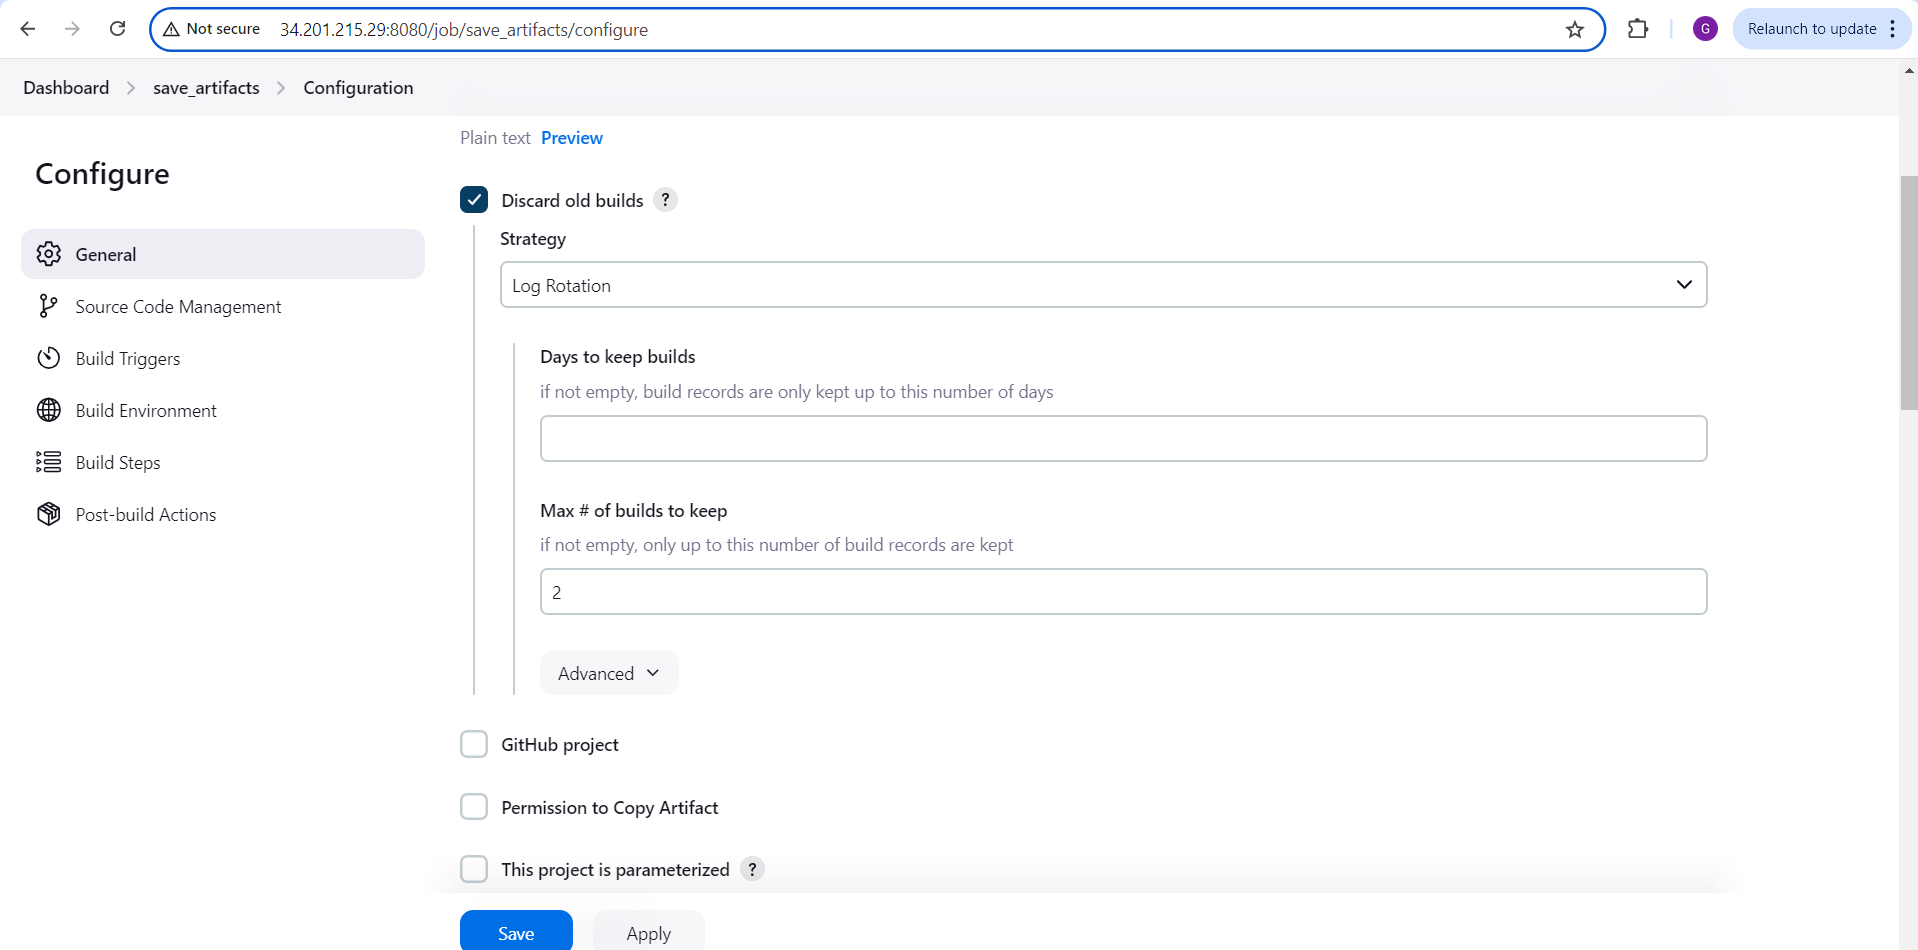 Not secure 34.201.215.29:8080/job/save_artifacts/configure G Relaunch to update
Dashboard save_artifacts Configuration
Plain text Preview
Configure
General
Source Code Management
Build Triggers
Build Environment
Build Steps
Post-build Actions
Discard old builds ?
Strategy
Log Rotation
Days to keep builds
if not empty, build records are only kept up to this number of days
Max # of builds to keep
if not empty, only up to this number of build records are kept
2
Advanced
GitHub project
Permission to Copy Artifact
This project is parameterized ?
Save Apply